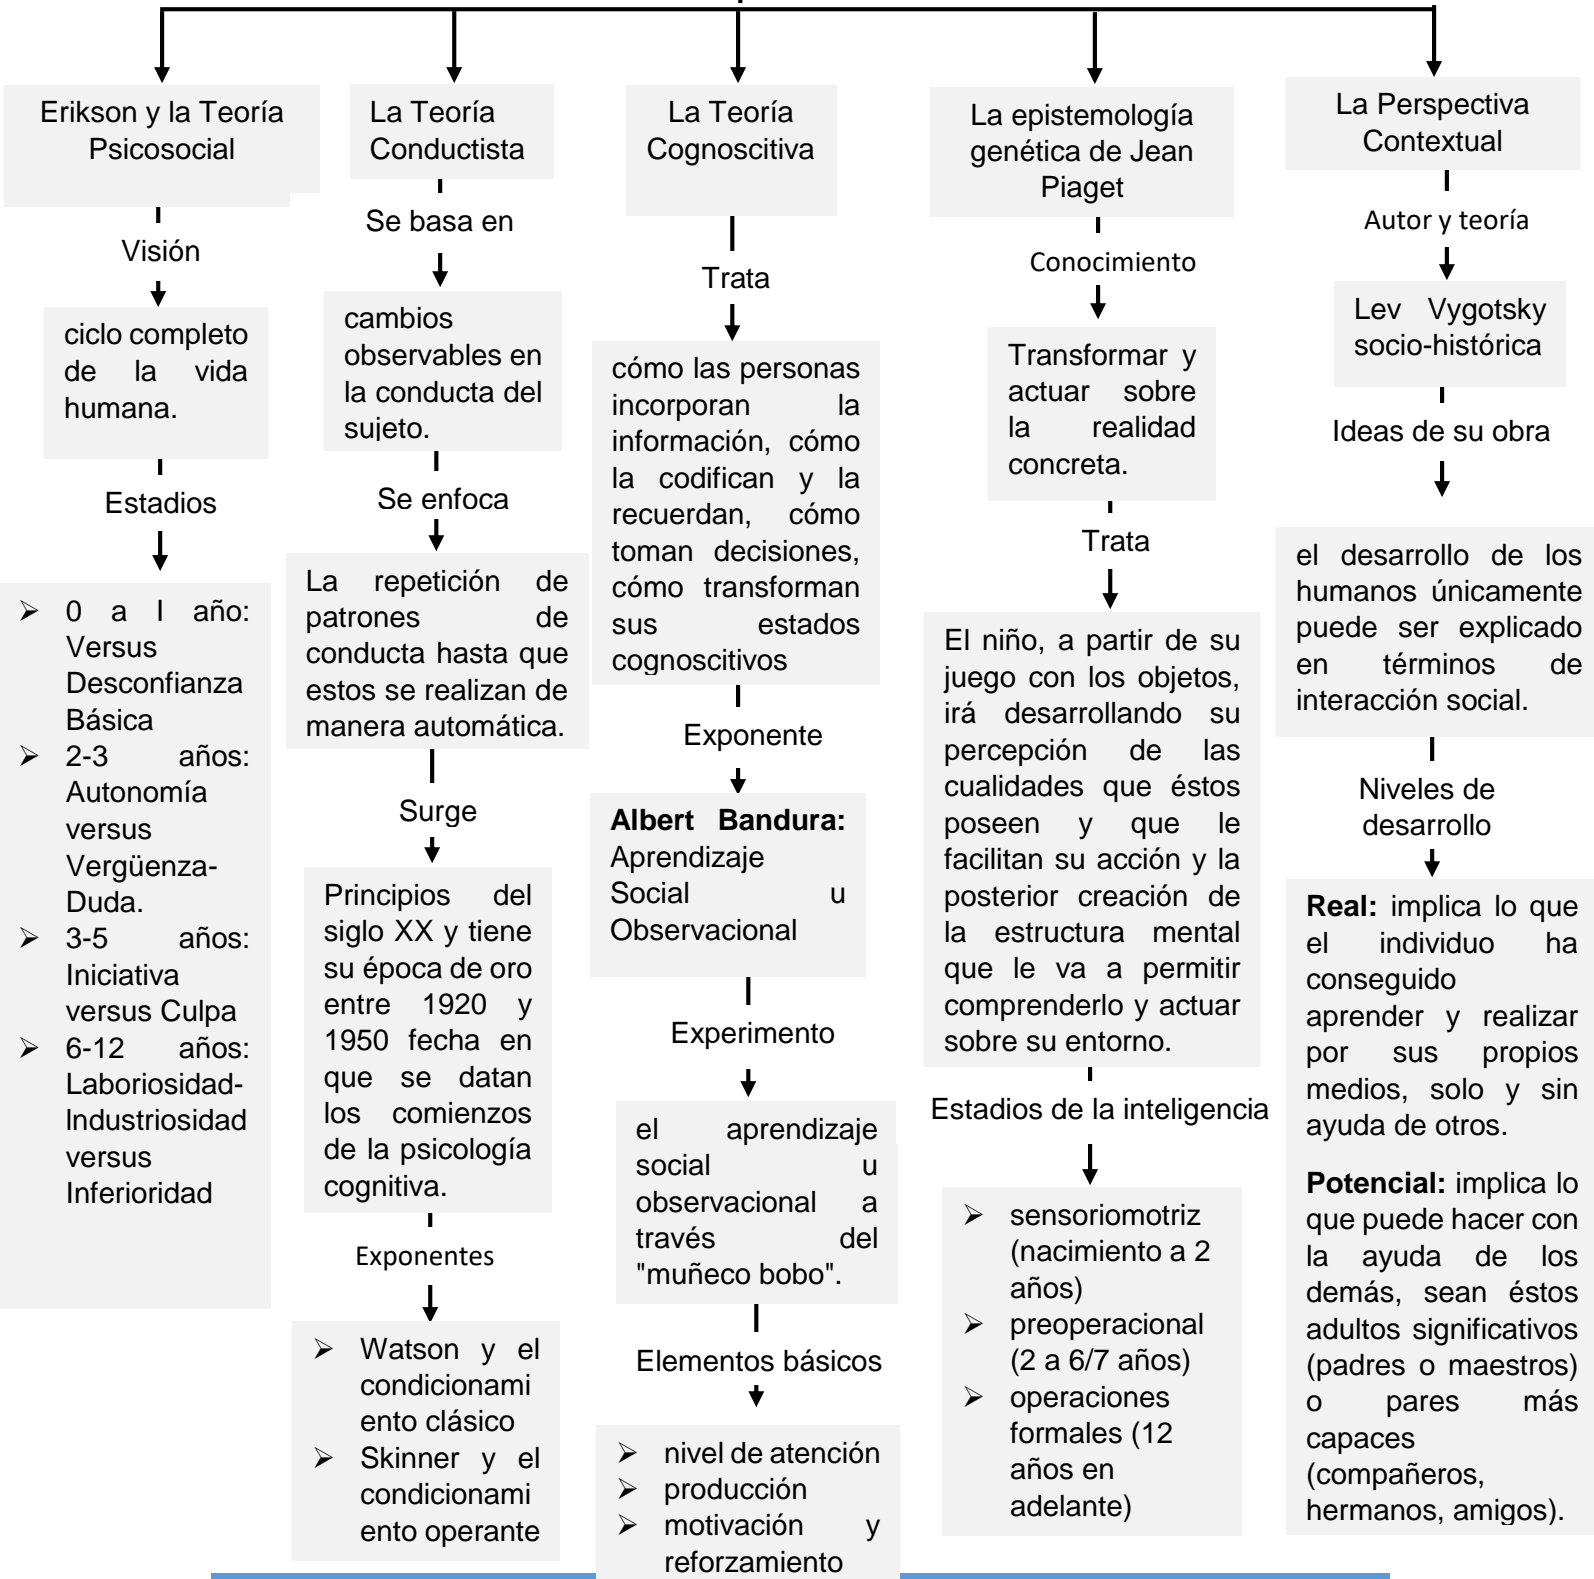 Erikson y la Teoría
Psicosocial
Visión
ciclo completo
de la vida
humana.
Estadios
➢ 0 a I año:
Versus
Desconfianza
Básica
➢ 2-3 años:
Autonomía
versus
Vergüenza-
Duda.
➢ 3-5 años:
Iniciativa
versus Culpa
➢ 6-12 años:
Laboriosidad-
Industriosidad
versus
Inferioridad
La Teoría
Conductista
Se basa en
cambios
observables en
la conducta del
sujeto.
Se enfoca
La repetición de
patrones de
conducta hasta que
estos se realizan de
manera automática.
Surge
Principios del
siglo XX y tiene
su época de oro
entre 1920 y
1950 fecha en
que se datan
los comienzos
de la psicología
cognitiva.
Exponentes
➢ Watson y el
condicionami
ento clásico
➢ Skinner y el
condicionami
ento operante
La Teoría
Cognoscitiva
Trata
cómo las personas
incorporan la
información, cómo
la codifican y la
recuerdan, cómo
toman decisiones,
cómo transforman
sus estados
cognoscitivos
Exponente
Albert Bandura:
Aprendizaje
Social u
Observacional
Experimento
el aprendizaje
social u
observacional a
través del
"muñeco bobo".
Elementos básicos
➢ nivel de atención
➢ producción
➢ motivación y
reforzamiento
La epistemología
genética de Jean
Piaget
Conocimiento
Transformar y
actuar sobre
la realidad
concreta.
Trata
El niño, a partir de su
juego con los objetos,
irá desarrollando su
percepción de las
cualidades que éstos
poseen y que le
facilitan su acción y la
posterior creación de
la estructura mental
que le va a permitir
comprenderlo y actuar
sobre su entorno.
Estadios de la inteligencia
➢ sensoriomotriz
(nacimiento a 2
años)
➢ preoperacional
(2 a 6/7 años)
➢ operaciones
formales (12
años en
adelante)
La Perspectiva
Contextual
Autor y teoría
Lev Vygotsky
socio-histórica
Ideas de su obra
el desarrollo de los
humanos únicamente
puede ser explicado
en términos de
interacción social.
Niveles de
desarrollo
Real: implica lo que
el individuo ha
conseguido
aprender y realizar
por sus propios
medios, solo y sin
ayuda de otros.
Potencial: implica lo
que puede hacer con
la ayuda de los
demás, sean éstos
adultos significativos
(padres o maestros)
o pares más
capaces
(compañeros,
hermanos, amigos).